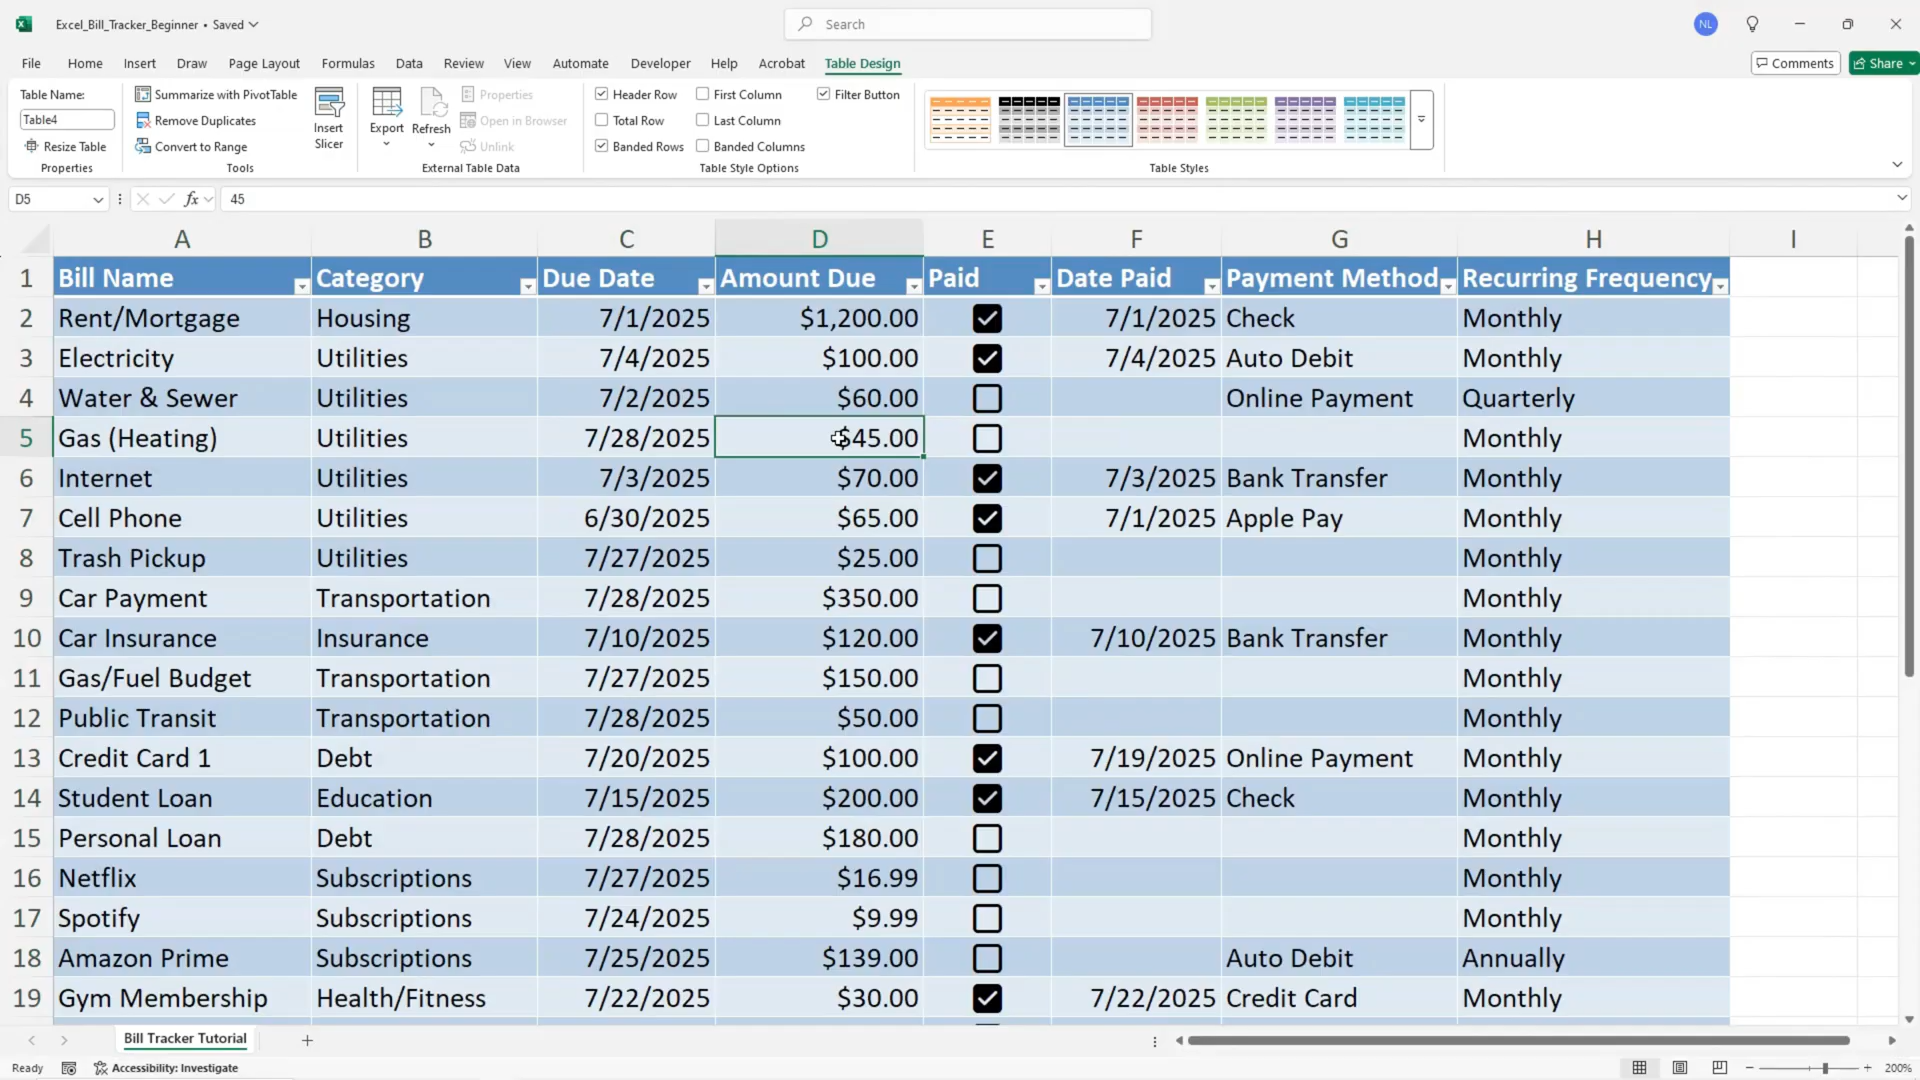 Excel_Bill_Tracker_Beginner • Saved
Search
NL
File Home Insert Draw Page Layout Formulas Data Review View Automate Developer Help Acrobat Table Design
Comments Share
Table Name:
Table4
Resize Table
Properties
Summarize with PivotTable
Remove Duplicates
Convert to Range
Tools
Insert
Slicer
Export Refresh
Properties
Open in Browser
Unlink
External Table Data
Header Row First Column Filter Button
Total Row Last Column
Banded Rows Banded Columns
Table Style Options
Table Styles
D5 fx 45
A B C D E F G H I
1 Bill Name Category Due Date Amount Due Paid Date Paid Payment Method Recurring Frequency
2 Rent/Mortgage Housing 7/1/2025 $1,200.00 7/1/2025 Check Monthly
3 Electricity Utilities 7/4/2025 $100.00 7/4/2025 Auto Debit Monthly
4 Water & Sewer Utilities 7/2/2025 $60.00 Online Payment Quarterly
5 Gas (Heating) Utilities 7/28/2025 $45.00 Monthly
6 Internet Utilities 7/3/2025 $70.00 7/3/2025 Bank Transfer Monthly
7 Cell Phone Utilities 6/30/2025 $65.00 7/1/2025 Apple Pay Monthly
8 Trash Pickup Utilities 7/27/2025 $25.00 Monthly
9 Car Payment Transportation 7/28/2025 $350.00 Monthly
10 Car Insurance Insurance 7/10/2025 $120.00 7/10/2025 Bank Transfer Monthly
11 Gas/Fuel Budget Transportation 7/27/2025 $150.00 Monthly
12 Public Transit Transportation 7/28/2025 $50.00 Monthly
13 Credit Card 1 Debt 7/20/2025 $100.00 7/19/2025 Online Payment Monthly
14 Student Loan Education 7/15/2025 $200.00 7/15/2025 Check Monthly
15 Personal Loan Debt 7/28/2025 $180.00 Monthly
16 Netflix Subscriptions 7/27/2025 $16.99 Monthly
17 Spotify Subscriptions 7/24/2025 $9.99 Monthly
18 Amazon Prime Subscriptions 7/25/2025 $139.00 Auto Debit Annually
19 Gym Membership Health/Fitness 7/22/2025 $30.00 7/22/2025 Credit Card Monthly
Bill Tracker Tutorial
Ready Accessibility: Investigate 200%